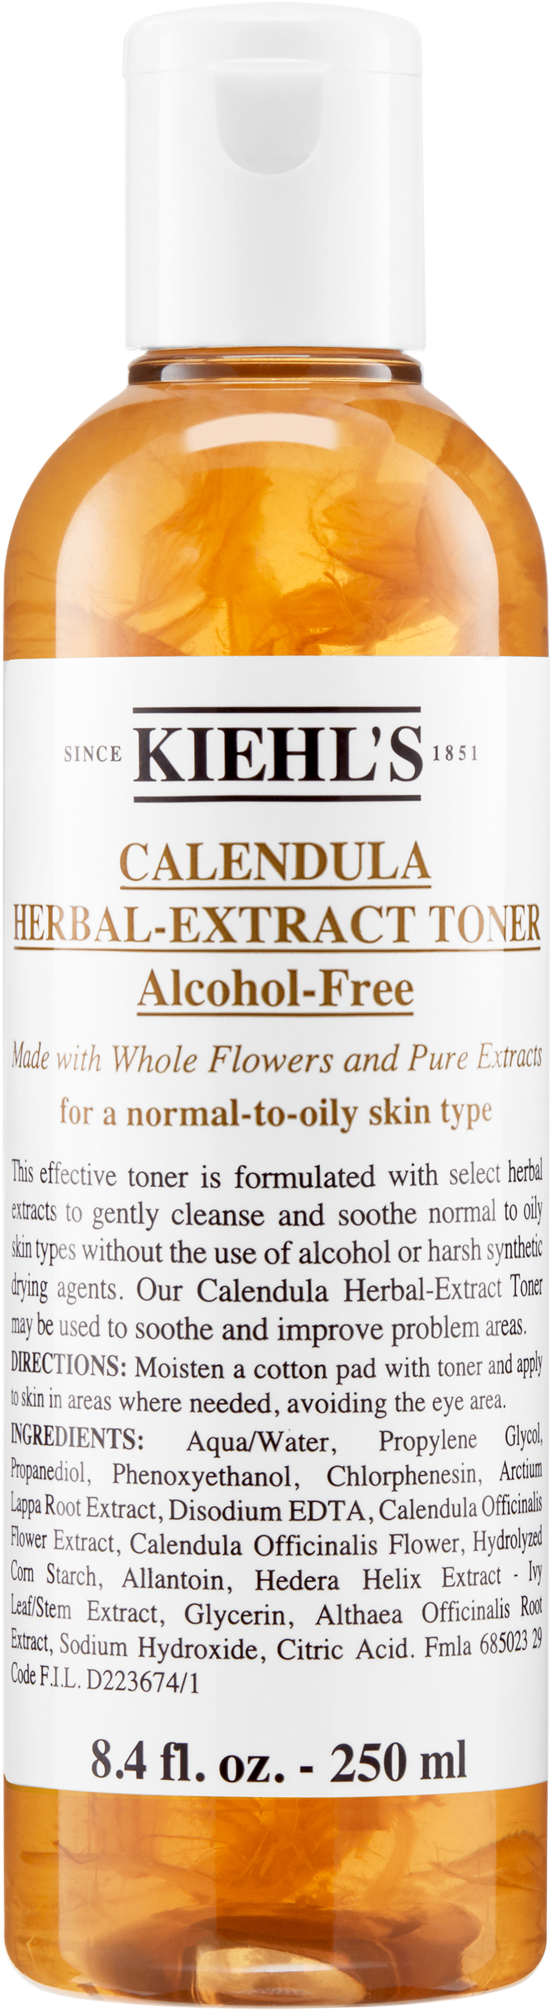 SINCE KIEHL'S 1851
CALENDULA
HERBAL-EXTRACT TONER
Alcohol-Free
Made with Whole Flowers and Pure Extracts
for a normal-to-oily skin type
This effective toner is formulated with select herbal
extracts to gently cleanse and soothe normal to oily
skin types without the use of alcohol or harsh synthetic
drying agents. Our Calendula Herbal-Extract Toner
may be used to soothe and improve problem areas.
DIRECTIONS: Moisten a cotton pad with toner and apply
to skin in areas where needed, avoiding the eye area.
INGREDIENTS: Aqua/Water, Propylene Glycol,
Propanediol, Phenoxyethanol, Chlorphenesin, Arctium
Lappa Root Extract, Disodium EDTA, Calendula Officinalis
Flower Extract, Calendula Officinalis Flower, Hydrolyzed
Corn Starch, Allantoin, Hedera Helix Extract - Ivy
Leaf/Stem Extract, Glycerin, Althaea Officinalis Root
Extract, Sodium Hydroxide, Citric Acid. Fmla 685023 29
Code F.I.L. D223674/1
8.4 fl. oz. - 250 ml